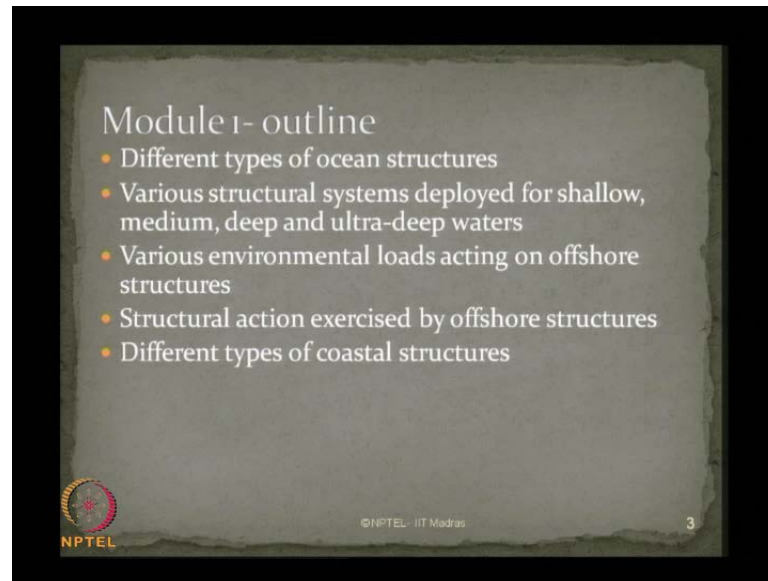 Module 1- outline
• Different types of ocean structures
• Various structural systems deployed for shallow,
medium, deep and ultra-deep waters
• Various environmental loads acting on offshore
structures
• Structural action exercised by offshore structures
• Different types of coastal structures
©NPTEL- IIT Madras
3
NPTEL